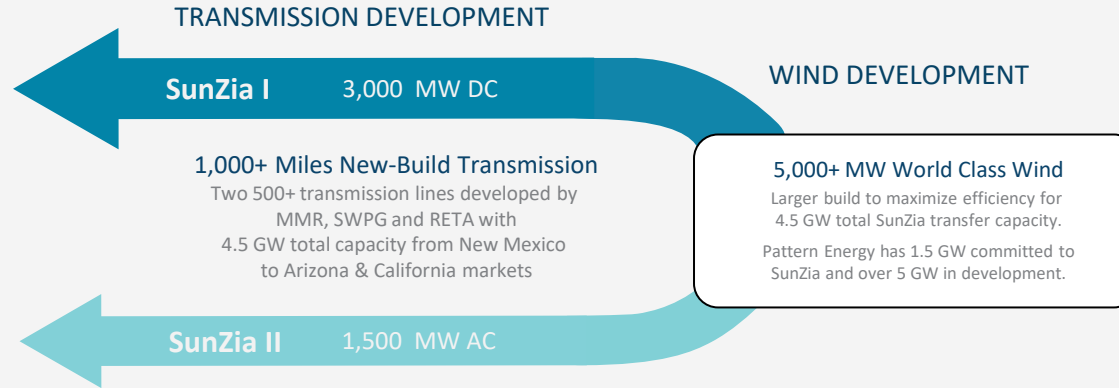 TRANSMISSION DEVELOPMENT
SunZia I 3,000 MW DC
WIND DEVELOPMENT
1,000+ Miles New-Build Transmission
Two 500+ transmission lines developed by
MMR, SWPG and RETA with
4.5 GW total capacity from New Mexico
to Arizona & California markets
5,000+ MW World Class Wind
Larger build to maximize efficiency for
4.5 GW total SunZia transfer capacity.
Pattern Energy has 1.5 GW committed to
SunZia and over 5 GW in development.
SunZia II 1,500 MW AC